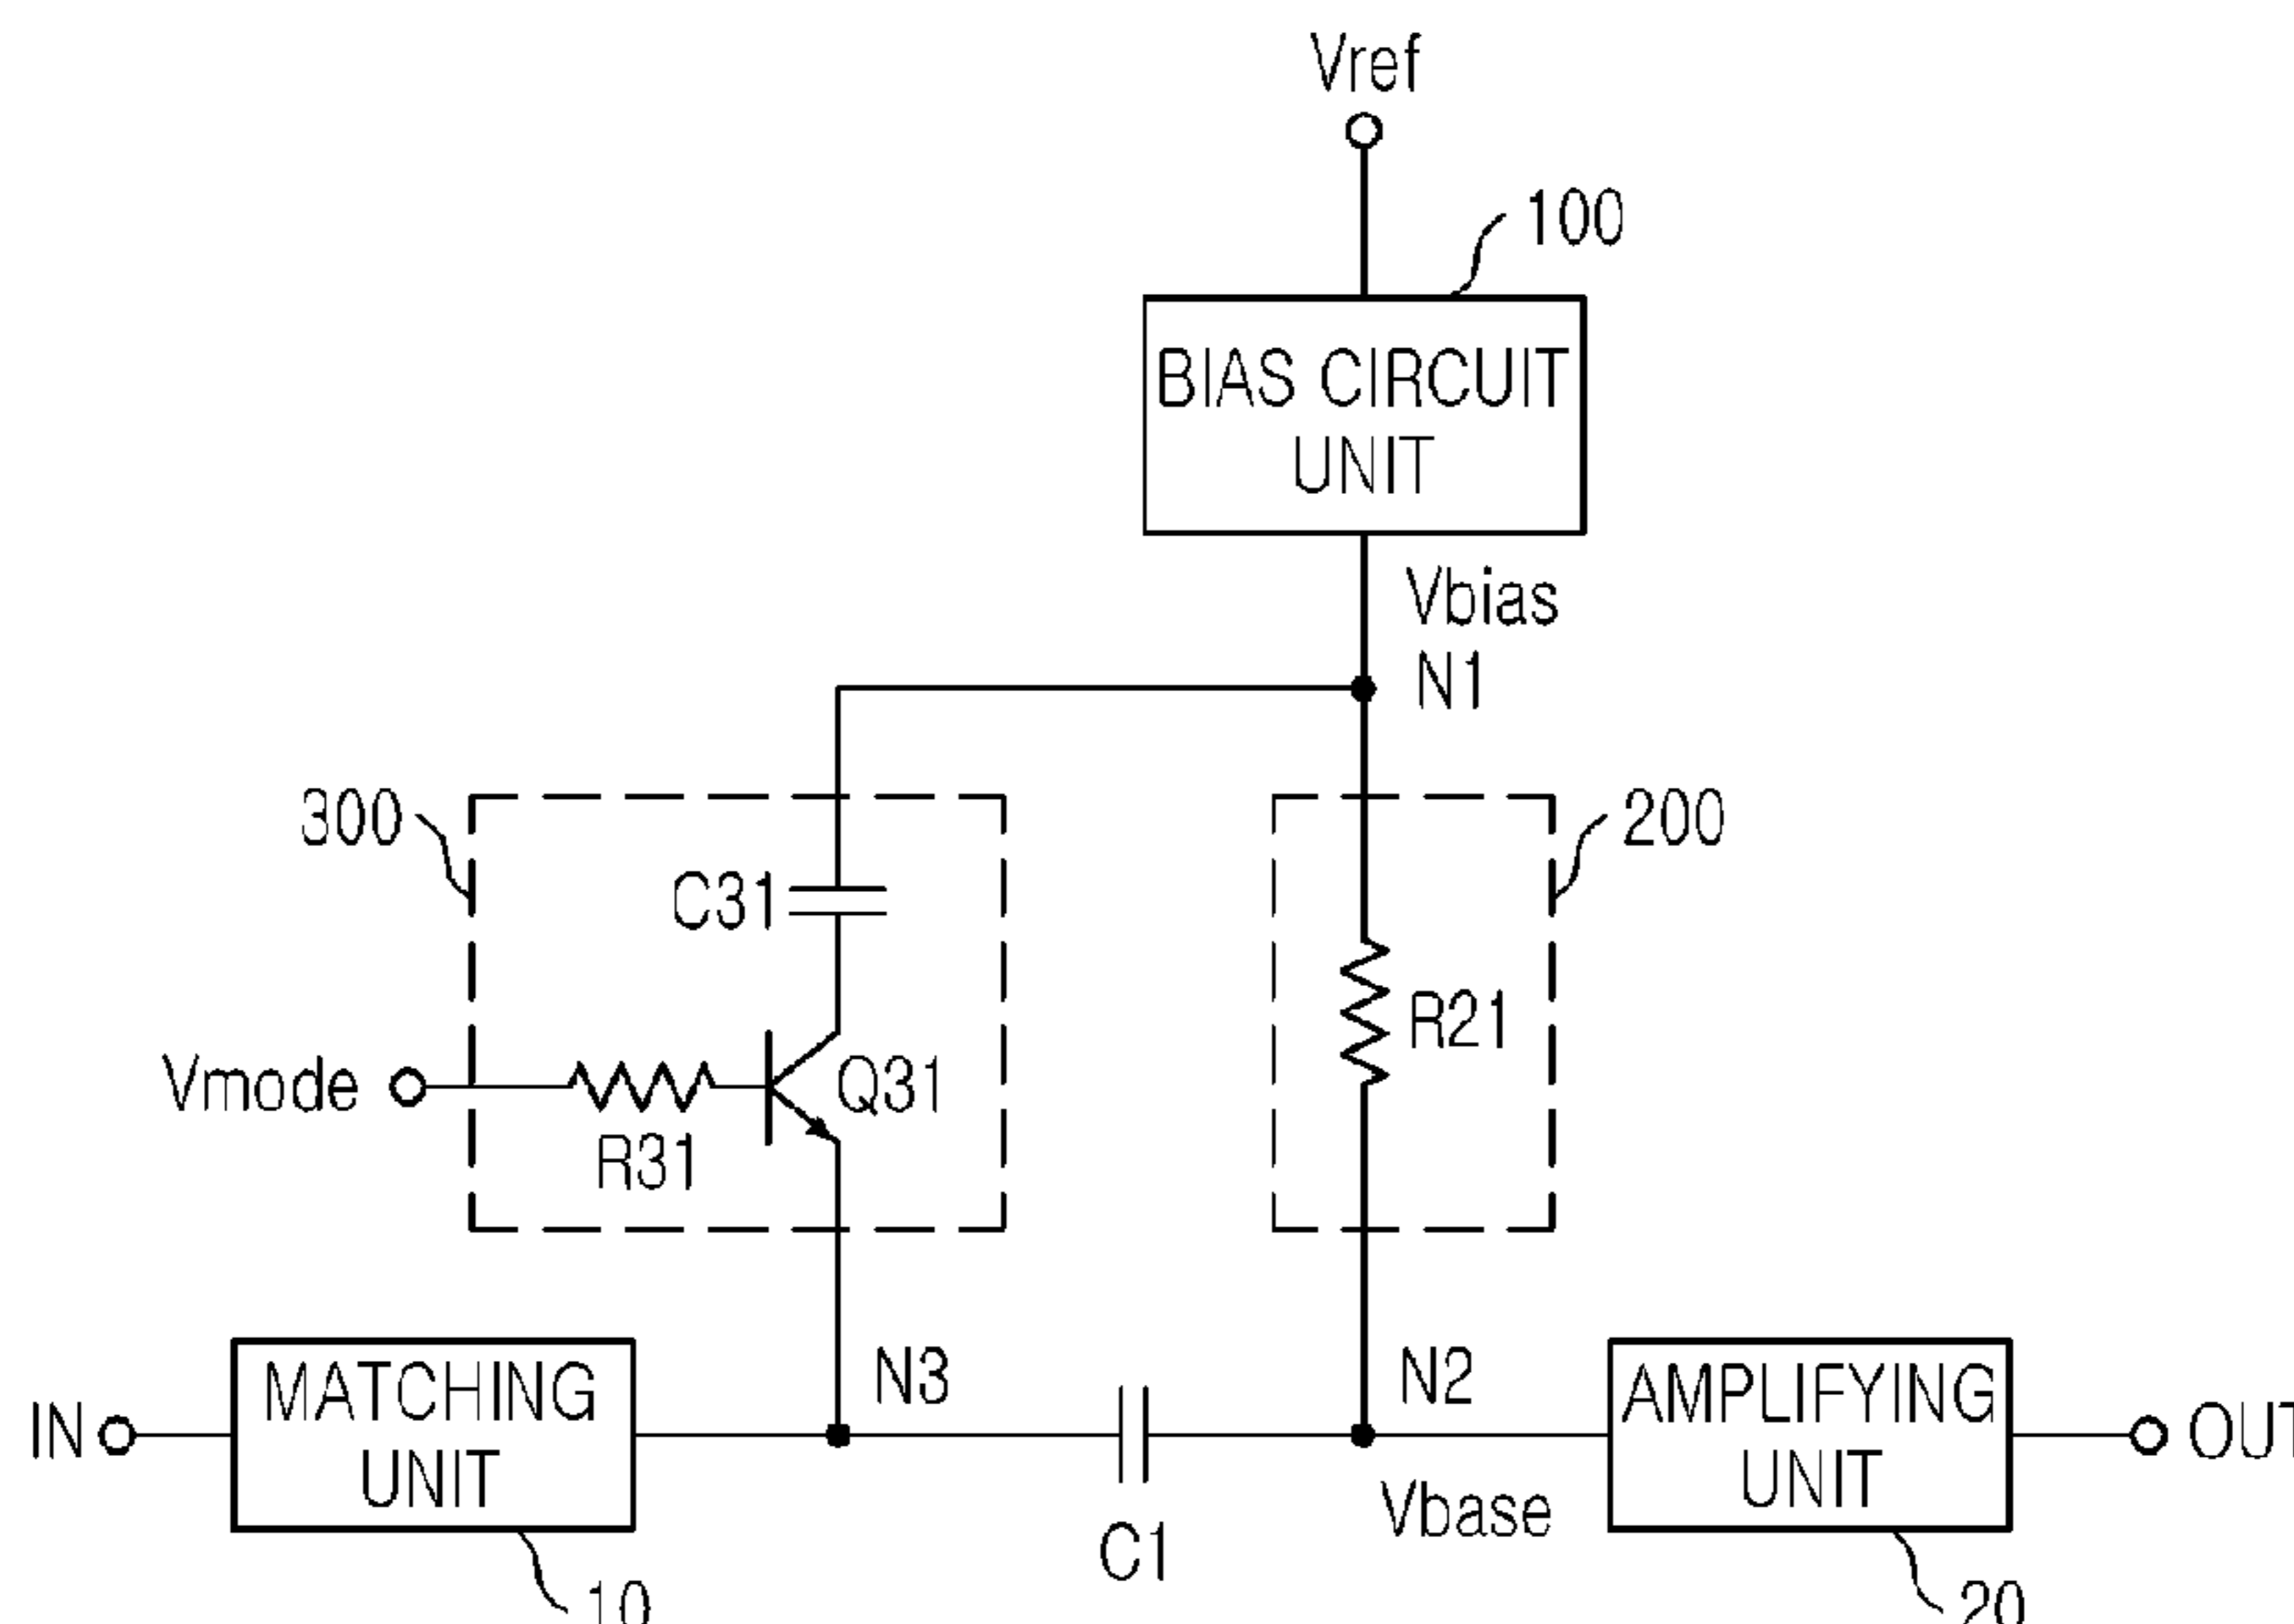 Vref
100
BIAS CIRCUIT
UNIT
Vbias
N1
300
200
C31
R21
Vmode
Q31
R31
N3
N2
IN
MATCHING
UNIT
AMPLIFYING
UNIT
OUT
Vbase
C1
10
20